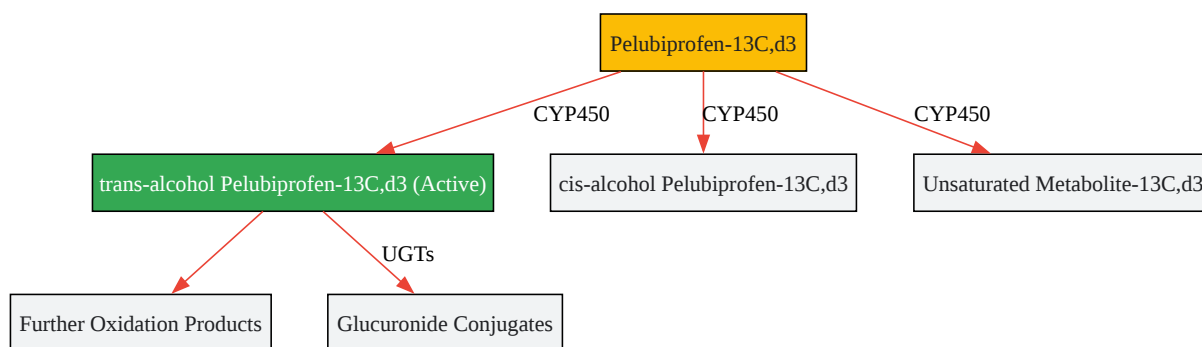 Pelubiprofen-13C,d3
CYP450
CYP450
CYP450
trans-alcohol Pelubiprofen-13C,d3 (Active)
cis-alcohol Pelubiprofen-13C,d3
Unsaturated Metabolite-13C,d3
UGTs
Further Oxidation Products
Glucuronide Conjugates